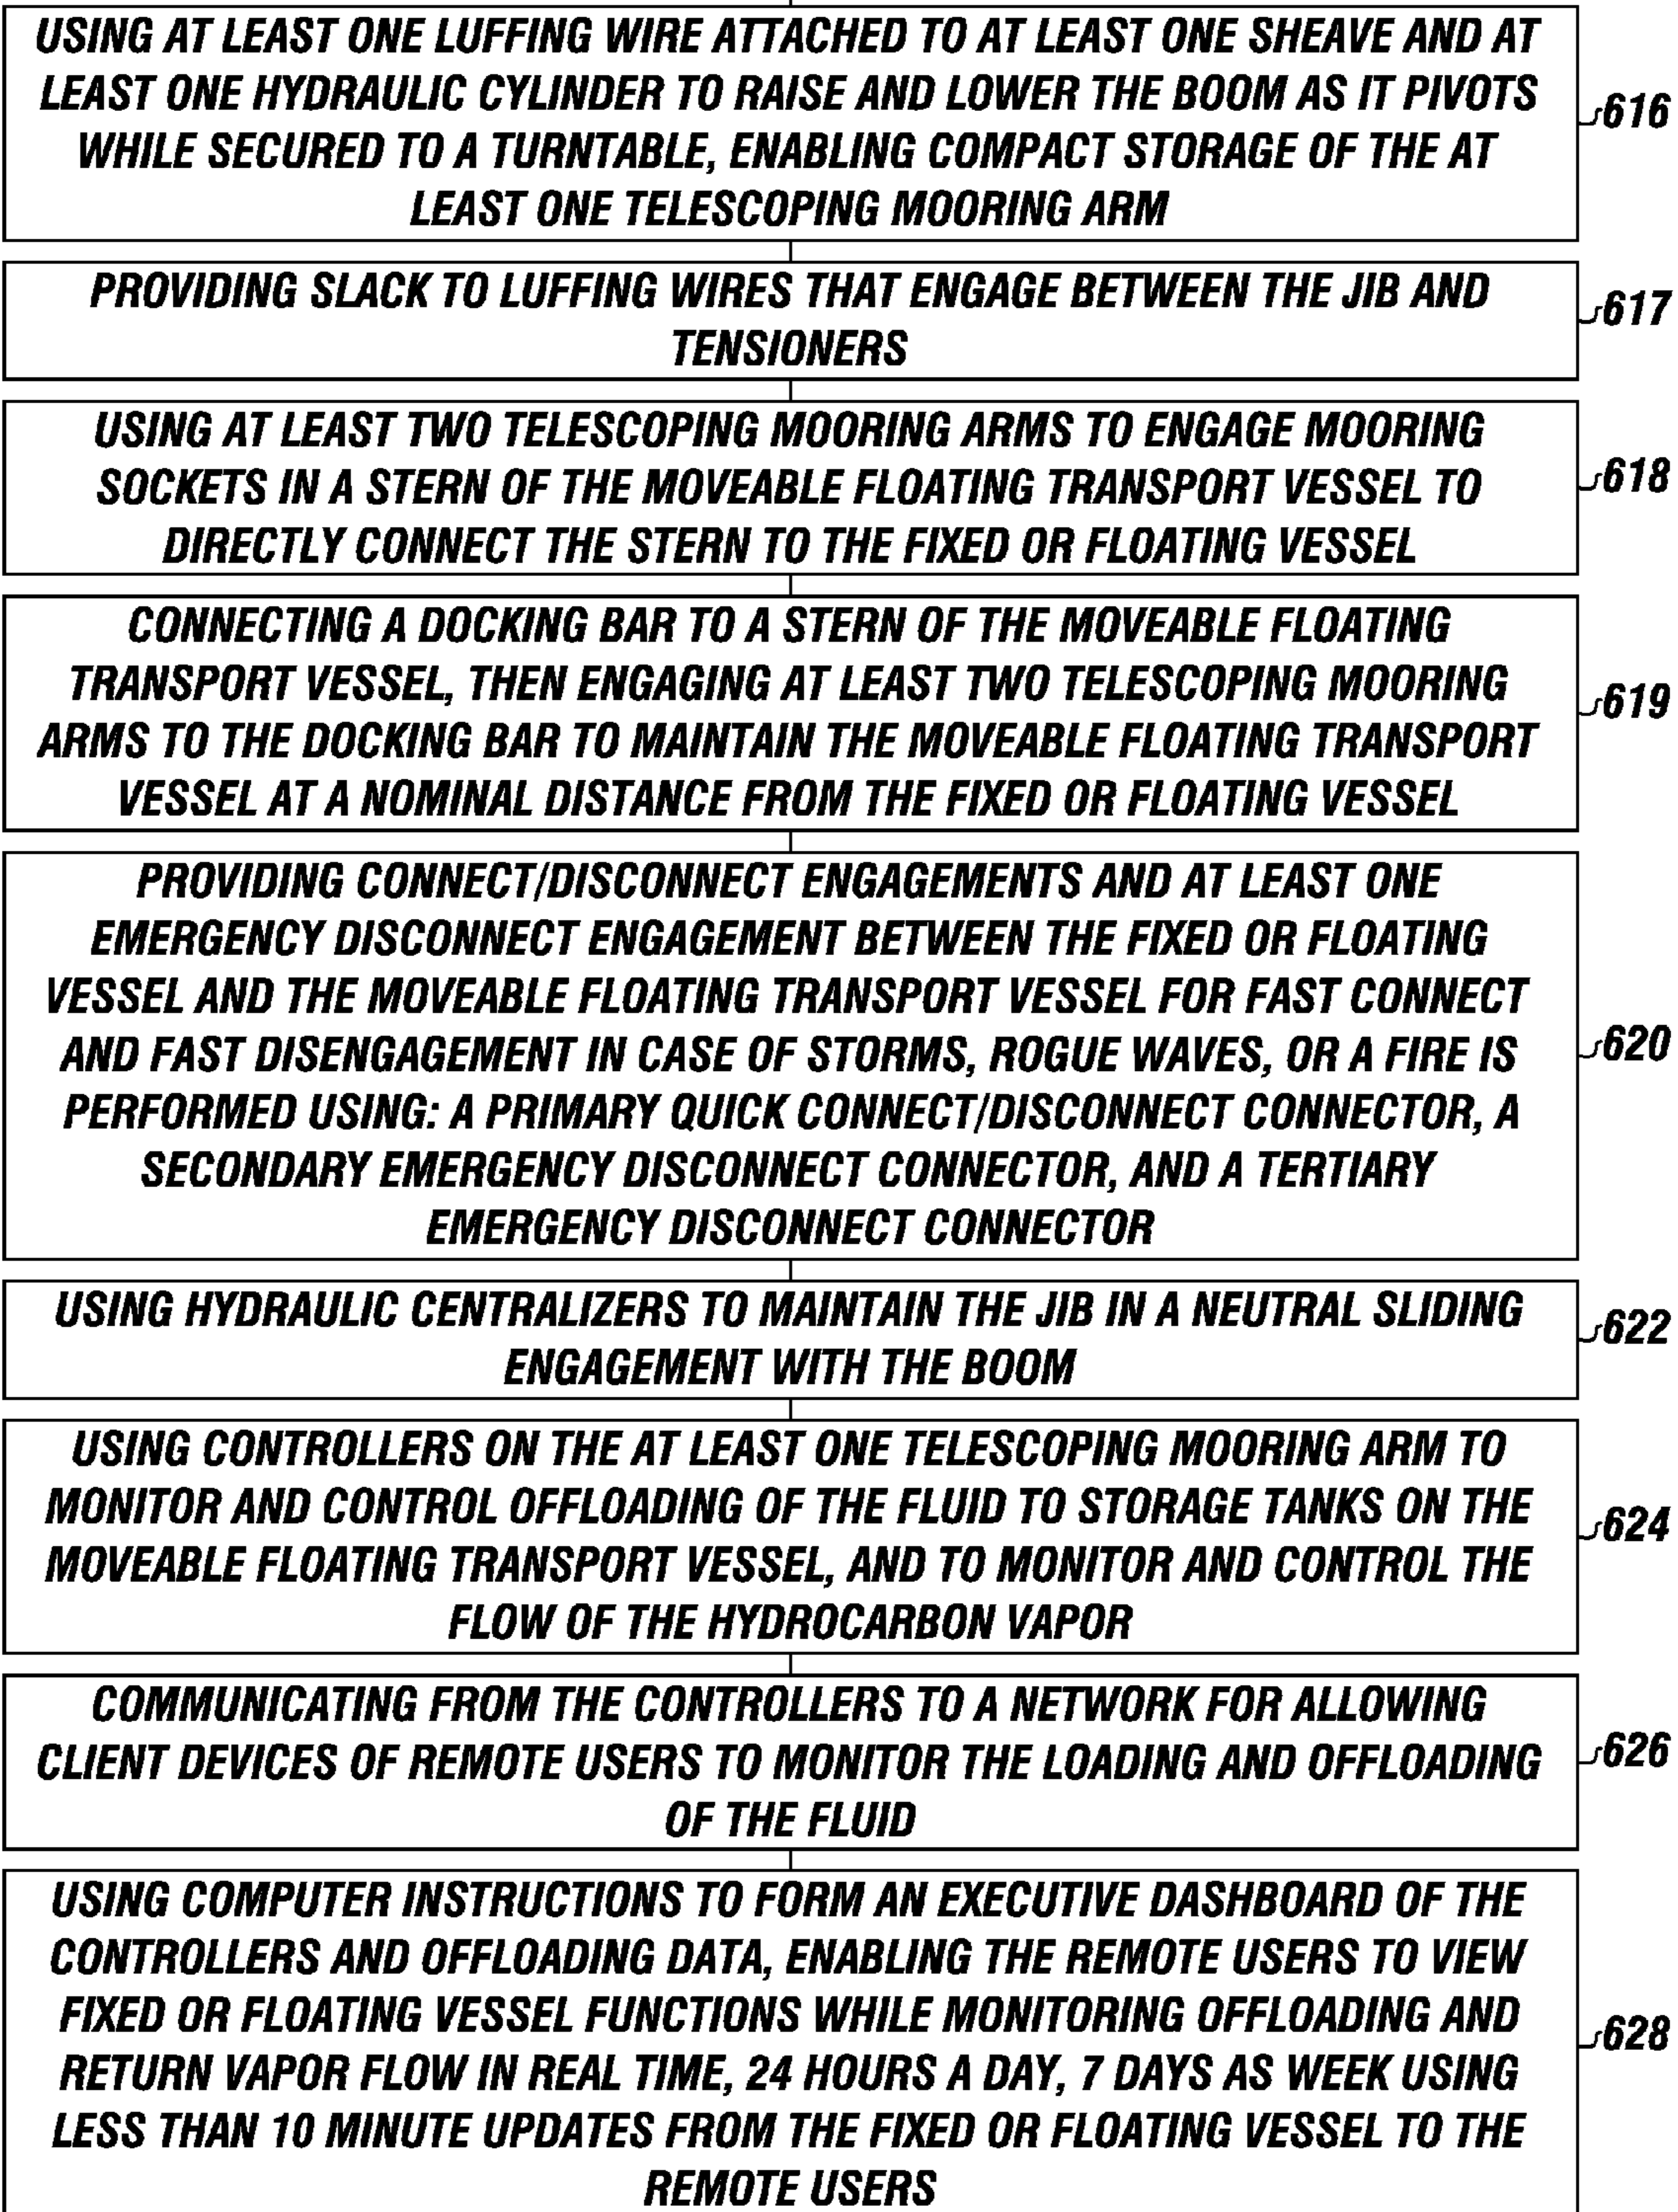 USING AT LEAST ONE LUFFING WIRE ATTACHED TO AT LEAST ONE SHEAVE AND AT
LEAST ONE HYDRAULIC CYLINDER TO RAISE AND LOWER THE BOOM AS IT PIVOTS
WHILE SECURED TO A TURNTABLE, ENABLING COMPACT STORAGE OF THE AT
LEAST ONE TELESCOPING MOORING ARM
616
PROVIDING SLACK TO LUFFING WIRES THAT ENGAGE BETWEEN THE JIB AND
TENSIONERS
617
USING AT LEAST TWO TELESCOPING MOORING ARMS TO ENGAGE MOORING
SOCKETS IN A STERN OF THE MOVEABLE FLOATING TRANSPORT VESSEL TO
DIRECTLY CONNECT THE STERN TO THE FIXED OR FLOATING VESSEL
618
CONNECTING A DOCKING BAR TO A STERN OF THE MOVEABLE FLOATING
TRANSPORT VESSEL, THEN ENGAGING AT LEAST TWO TELESCOPING MOORING
ARMS TO THE DOCKING BAR TO MAINTAIN THE MOVEABLE FLOATING TRANSPORT
VESSEL AT A NOMINAL DISTANCE FROM THE FIXED OR FLOATING VESSEL
619
PROVIDING CONNECT/DISCONNECT ENGAGEMENTS AND AT LEAST ONE
EMERGENCY DISCONNECT ENGAGEMENT BETWEEN THE FIXED OR FLOATING
VESSEL AND THE MOVEABLE FLOATING TRANSPORT VESSEL FOR FAST CONNECT
AND FAST DISENGAGEMENT IN CASE OF STORMS, ROGUE WAVES, OR A FIRE IS
PERFORMED USING: A PRIMARY QUICK CONNECT/DISCONNECT CONNECTOR, A
SECONDARY EMERGENCY DISCONNECT CONNECTOR, AND A TERTIARY
EMERGENCY DISCONNECT CONNECTOR
620
USING HYDRAULIC CENTRALIZERS TO MAINTAIN THE JIB IN A NEUTRAL SLIDING
ENGAGEMENT WITH THE BOOM
622
USING CONTROLLERS ON THE AT LEAST ONE TELESCOPING MOORING ARM TO
MONITOR AND CONTROL OFFLOADING OF THE FLUID TO STORAGE TANKS ON THE
MOVEABLE FLOATING TRANSPORT VESSEL, AND TO MONITOR AND CONTROL THE
FLOW OF THE HYDROCARBON VAPOR
624
COMMUNICATING FROM THE CONTROLLERS TO A NETWORK FOR ALLOWING
CLIENT DEVICES OF REMOTE USERS TO MONITOR THE LOADING AND OFFLOADING
OF THE FLUID
626
USING COMPUTER INSTRUCTIONS TO FORM AN EXECUTIVE DASHBOARD OF THE
CONTROLLERS AND OFFLOADING DATA, ENABLING THE REMOTE USERS TO VIEW
FIXED OR FLOATING VESSEL FUNCTIONS WHILE MONITORING OFFLOADING AND
RETURN VAPOR FLOW IN REAL TIME, 24 HOURS A DAY, 7 DAYS AS WEEK USING
LESS THAN 10 MINUTE UPDATES FROM THE FIXED OR FLOATING VESSEL TO THE
REMOTE USERS
628